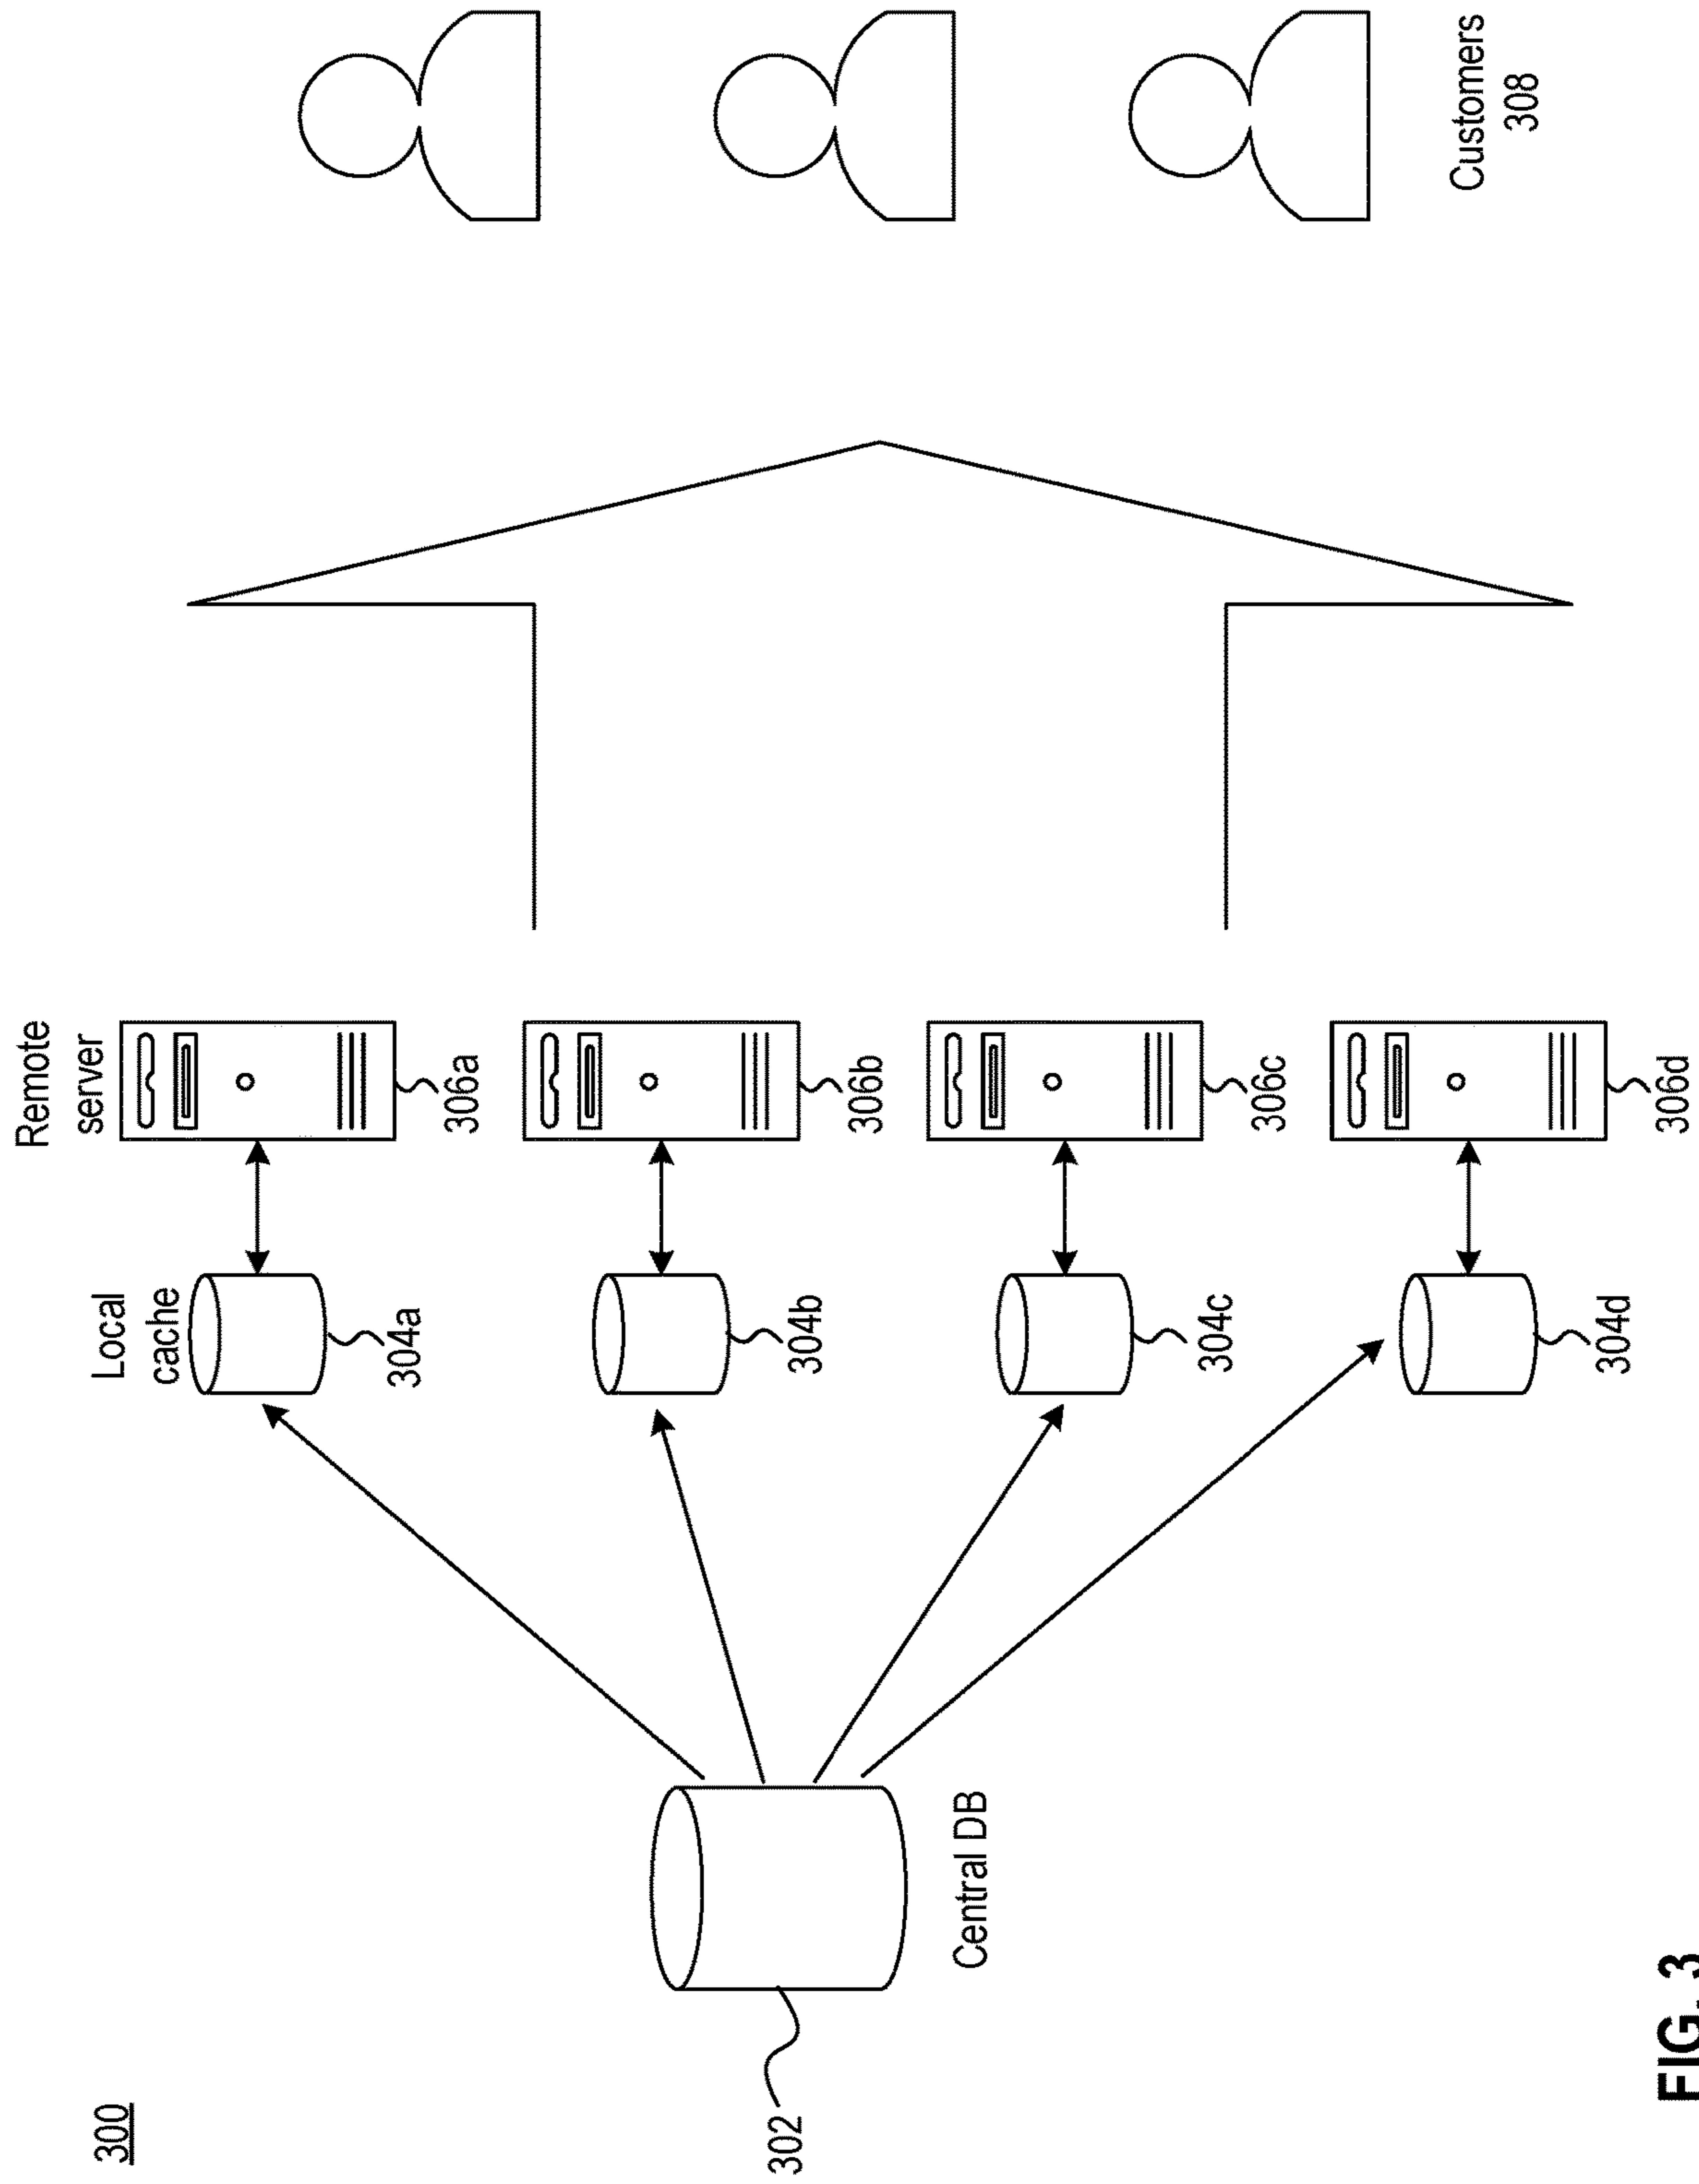 300
Remote
server
Local
cache
304a
306a
304b
306b
304c
306c
304d
306d
302
Central DB
Customers
308
FIG. 3